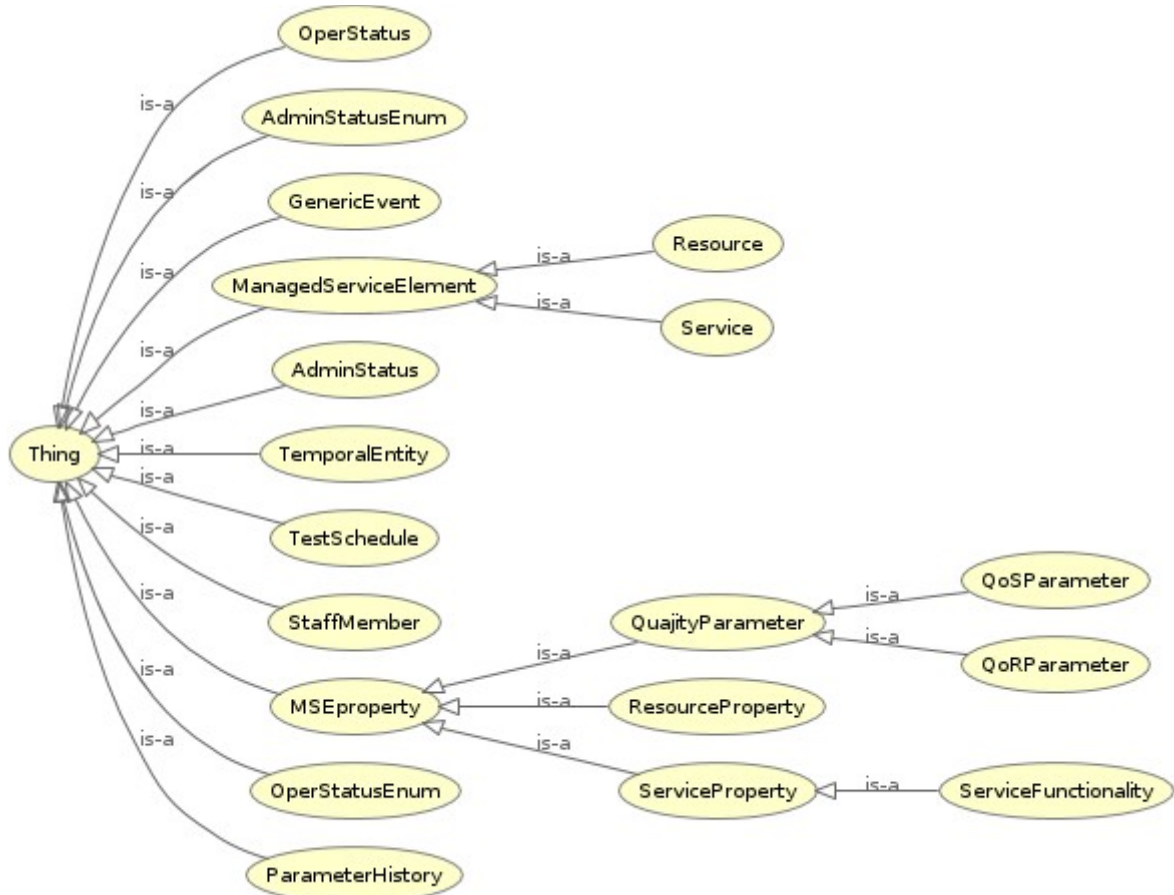 OperStatus
is-a
AdminStatusEnum
is-a
GenericEvent
is-a
Resource
is-a
ManagedServiceElement
is-a
Service
is-a
AdminStatus
is-a
Thing
is-a
TemporalEntity
is-a
TestSchedule
is-a
StaffMember
is-a
QoSParameter
is-a
QuajityParameter
is-a
QoRParameter
is-a
MSEproperty
is-a
ResourceProperty
is-a
ServiceProperty
is-a
ServiceFunctionality
is-a
OperStatusEnum
is-a
ParameterHistory